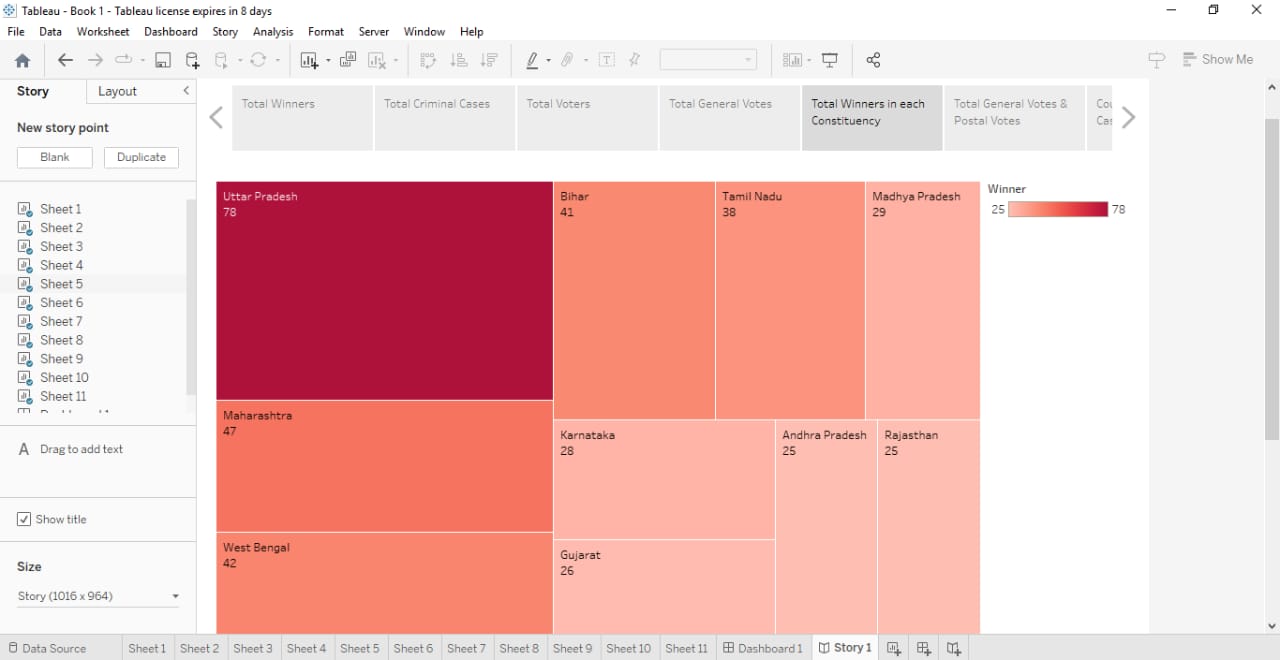 Tableau - Book 1 - Tableau license expires in 8 days
File Data Worksheet Dashboard Story Analysis Format Server Window Help
Show Me
Story Layout
New story point
Blank Duplicate
Sheet 1
Sheet 2
Sheet 3
Sheet 4
Sheet 5
Sheet 6
Sheet 7
Sheet 8
Sheet 9
Sheet 10
Sheet 11
A Drag to add text
Show title
Size
Story (1016 x 964)
Total Winners
Total Criminal Cases
Total Voters
Total General Votes
Total Winners in each
Constituency
Total General Votes &
Postal Votes
Uttar Pradesh
78
Maharashtra
47
West Bengal
42
Bihar
41
Tamil Nadu
38
Madhya Pradesh
29
Karnataka
28
Gujarat
26
Andhra Pradesh
25
Rajasthan
25
Winner
25 78
Data Source Sheet 1 Sheet 2 Sheet 3 Sheet 4 Sheet 5 Sheet 6 Sheet 7 Sheet 8 Sheet 9 Sheet 10 Sheet 11 Dashboard 1 Story 1